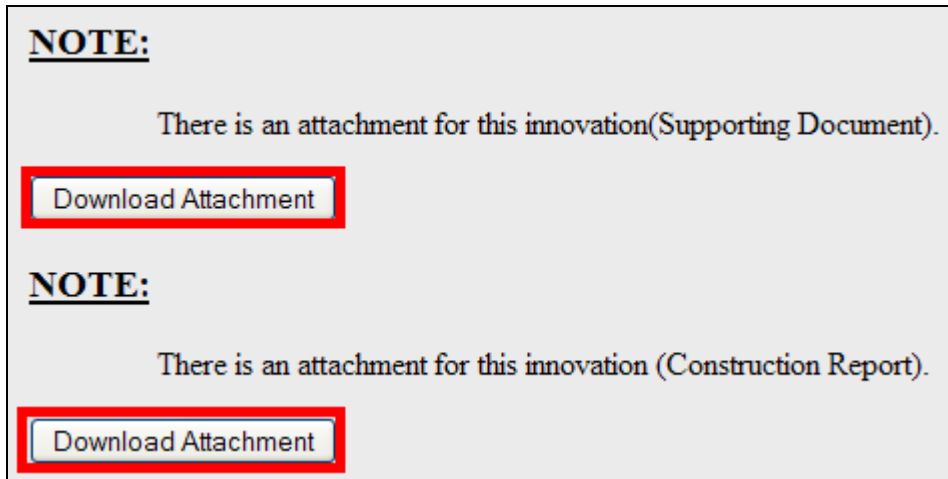 NOTE:
There is an attachment for this innovation(Supporting Document).
Download Attachment
NOTE:
There is an attachment for this innovation (Construction Report).
Download Attachment